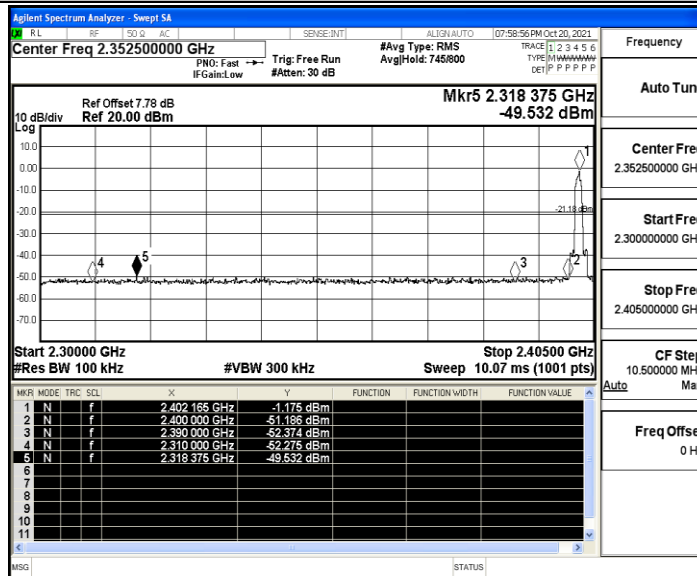 Agilent Spectrum Analyzer - Swept SA
RL RF 50 Ω AC SENSE:INT ALIGNAUTO 07:58:56 PM Oct 20, 2021
Center Freq 2.352500000 GHz
PNO: Fast
IFGain:Low
Trig: Free Run
#Atten: 30 dB
#Avg Type: RMS
Avg|Hold: 745/800
TRACE 1 2 3 4 5 6
TYPE M
DET P P P P P P
Ref Offset 7.78 dB
Ref 20.00 dBm
10 dB/div
Log
Mkr5 2.318 375 GHz
-49.532 dBm
10.0
0.00
-10.0
-20.0
-30.0
-40.0
-50.0
-60.0
-70.0
1
-21.18 dBm
4
5
3
2
Start 2.30000 GHz
#Res BW 100 kHz
#VBW 300 kHz
Stop 2.40500 GHz
Sweep 10.07 ms (1001 pts)
MKR MODE TRC SCL X Y FUNCTION FUNCTION WIDTH FUNCTION VALUE
1 N f 2.402 165 GHz -1.175 dBm
2 N f 2.400 000 GHz -51.186 dBm
3 N f 2.390 000 GHz -52.374 dBm
4 N f 2.310 000 GHz -52.275 dBm
5 N f 2.318 375 GHz -49.532 dBm
6
7
8
9
10
11
MSG STATUS
Frequency
Auto Tun
Center Fre
2.352500000 GH
Start Fre
2.300000000 GH
Stop Fre
2.405000000 GH
CF Step
10.500000 MH
Auto Ma
Freq Offse
0 H